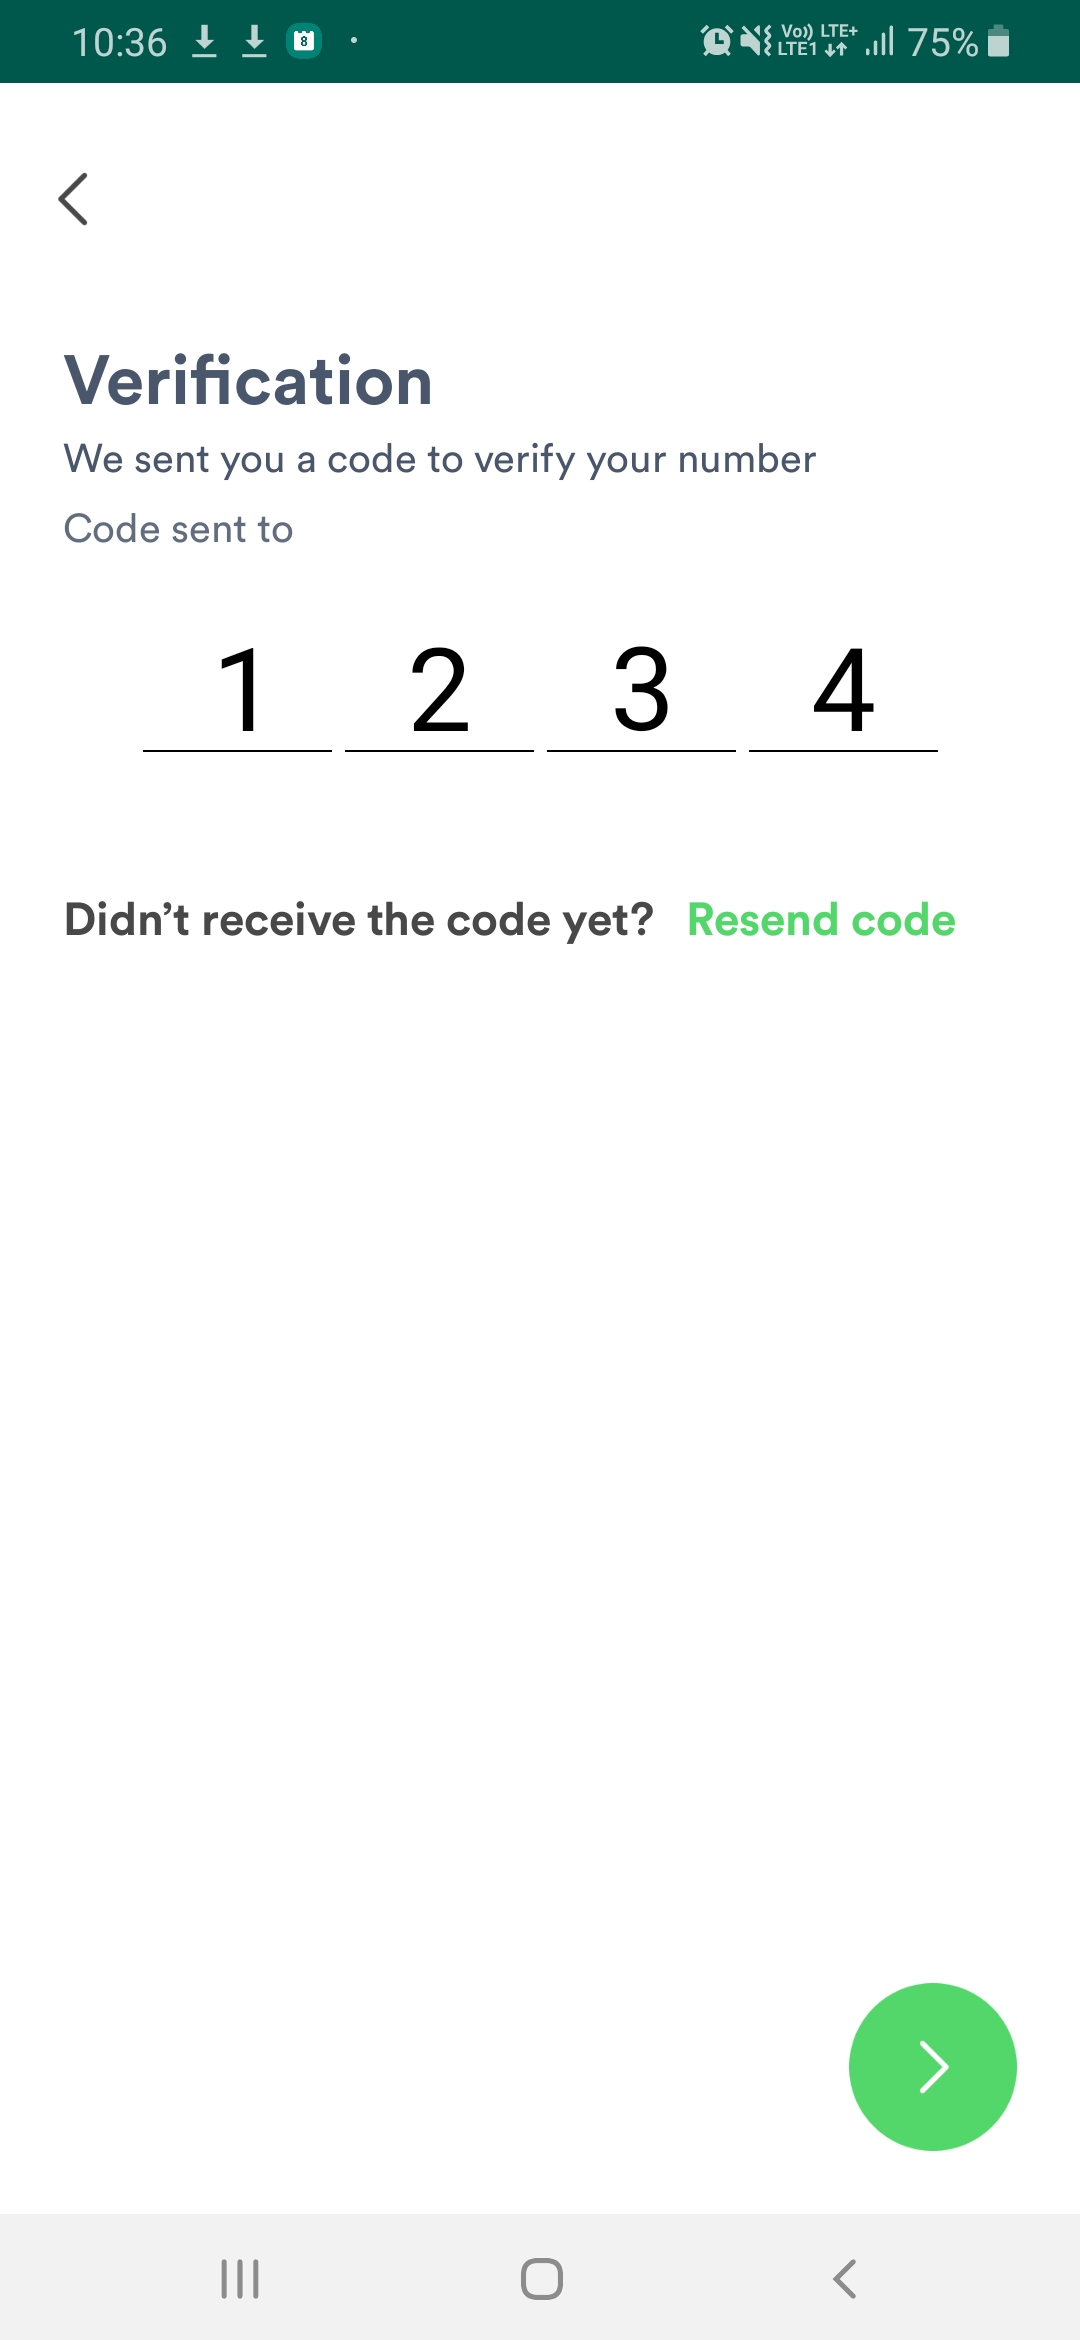 10:36 8 Vo)) LTE+ LTE1 75%
Verification
We sent you a code to verify your number
Code sent to
1 2 3 4
Didn’t receive the code yet? Resend code